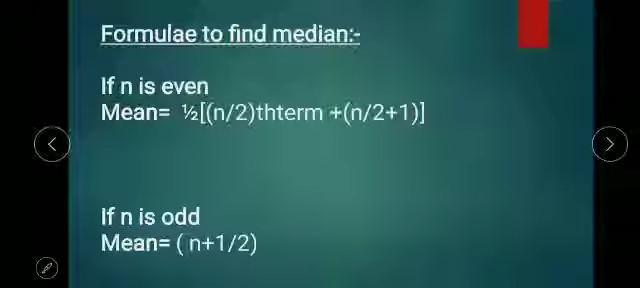 Formulae to find median:-
If n is even
Mean= ½[(n/2)thterm +(n/2+1)]
If n is odd
Mean= ( n+1/2)